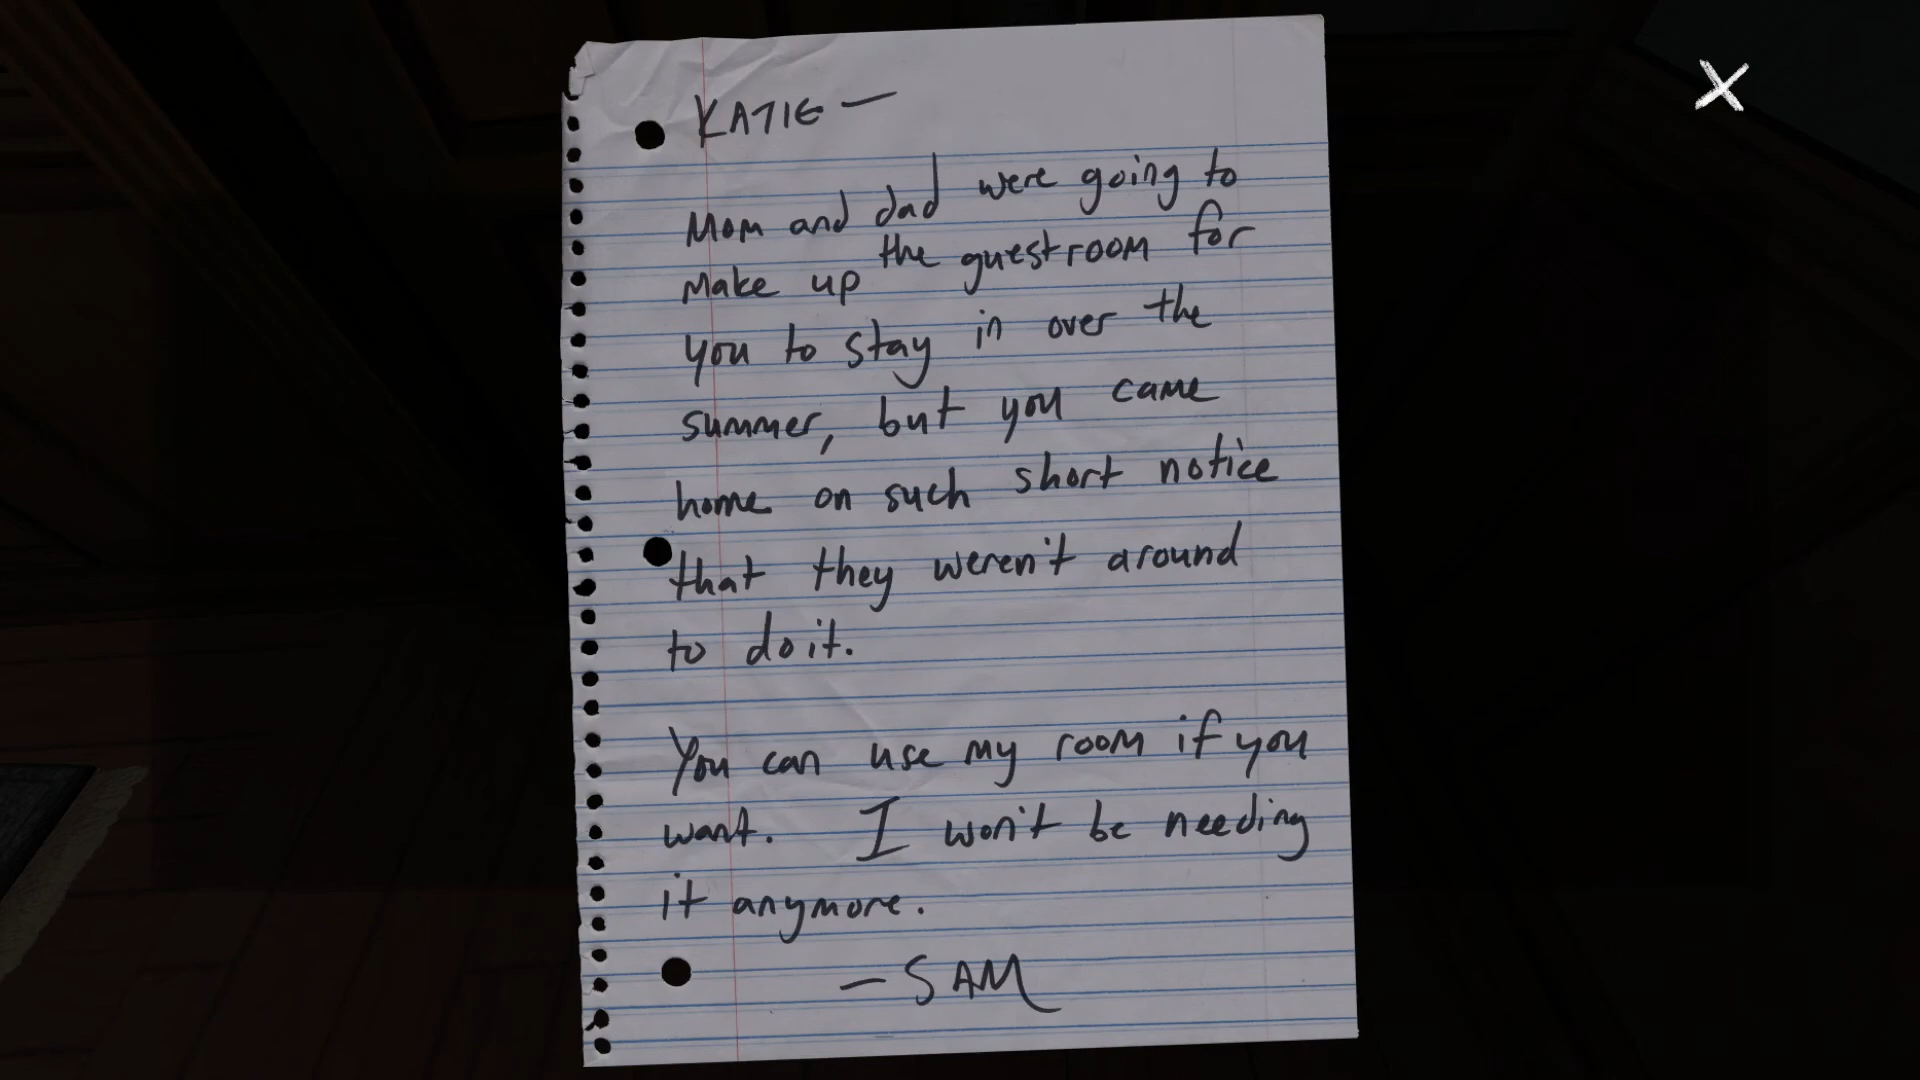 KATIE —
Mom and dad were going to
make up the guestroom for
you to stay in over the
summer, but you came
home on such short notice
that they weren't around
to do it.
You can use my room if you
want. I won't be needing
it anymore.
— SAM